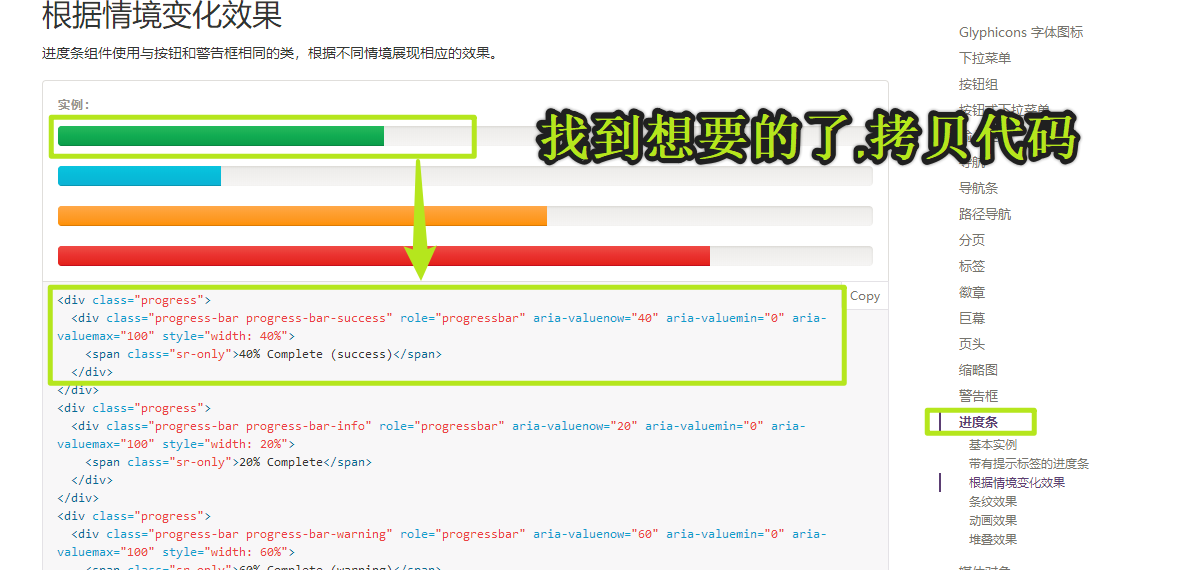 根据情境变化效果
进度条组件使用与按钮和警告框相同的类，根据不同情境展现相应的效果。
实例：
找到想要的了,拷贝代码
Copy
<div class="progress">
  <div class="progress-bar progress-bar-success" role="progressbar" aria-valuenow="40" aria-valuemin="0" aria-
valuemax="100" style="width: 40%">
    <span class="sr-only">40% Complete (success)</span>
  </div>
</div>
<div class="progress">
  <div class="progress-bar progress-bar-info" role="progressbar" aria-valuenow="20" aria-valuemin="0" aria-
valuemax="100" style="width: 20%">
    <span class="sr-only">20% Complete</span>
  </div>
</div>
<div class="progress">
  <div class="progress-bar progress-bar-warning" role="progressbar" aria-valuenow="60" aria-valuemin="0" aria-
valuemax="100" style="width: 60%">
    <span class="sr-only">60% Complete (warning)</span>
Glyphicons 字体图标
下拉菜单
按钮组
按钮式下拉菜单
导航
导航条
路径导航
分页
标签
徽章
巨幕
页头
缩略图
警告框
进度条
基本实例
带有提示标签的进度条
根据情境变化效果
条纹效果
动画效果
堆叠效果
媒体对象